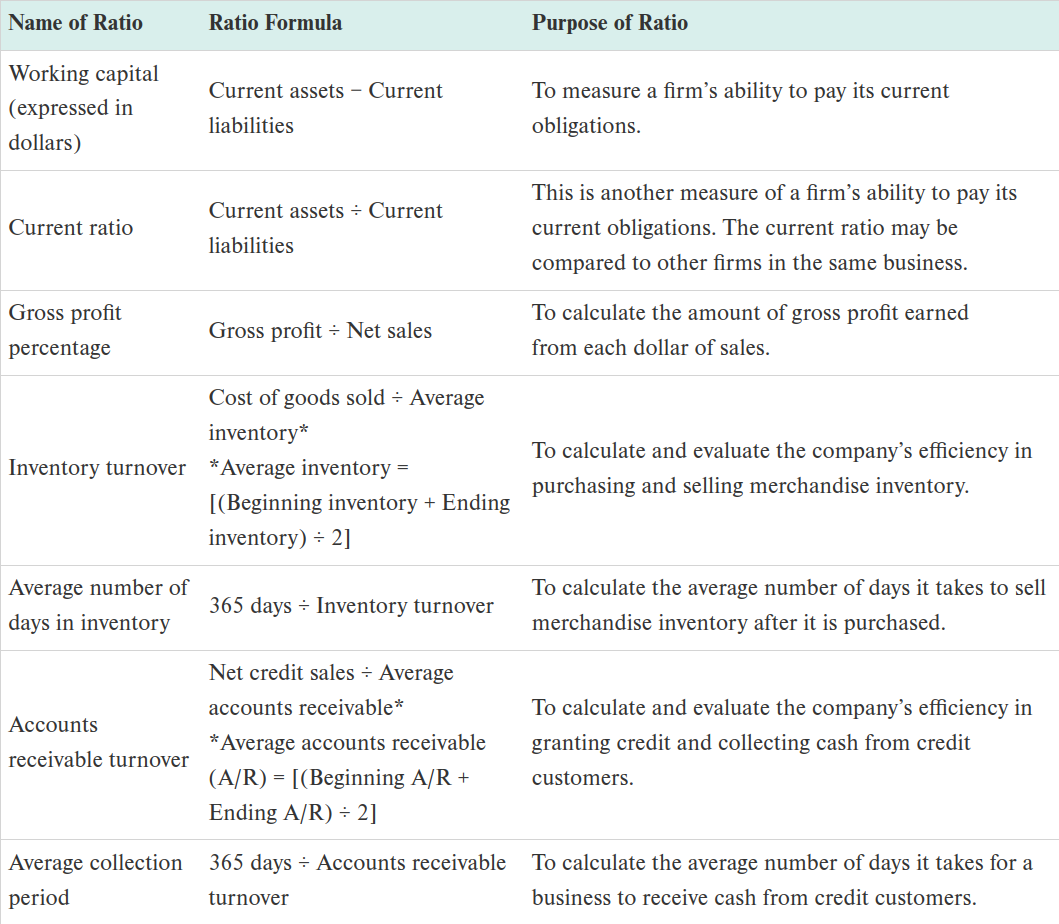 Name of Ratio
Ratio Formula
Purpose of Ratio
Working capital
(expressed in
dollars)
Current assets − Current
liabilities
To measure a firm’s ability to pay its current
obligations.
Current ratio
Current assets ÷ Current
liabilities
This is another measure of a firm’s ability to pay its
current obligations. The current ratio may be
compared to other firms in the same business.
Gross profit
percentage
Gross profit ÷ Net sales
To calculate the amount of gross profit earned
from each dollar of sales.
Inventory turnover
Cost of goods sold ÷ Average
inventory*
*Average inventory =
[(Beginning inventory + Ending
inventory) ÷ 2]
To calculate and evaluate the company’s efficiency in
purchasing and selling merchandise inventory.
Average number of
days in inventory
365 days ÷ Inventory turnover
To calculate the average number of days it takes to sell
merchandise inventory after it is purchased.
Accounts
receivable turnover
Net credit sales ÷ Average
accounts receivable*
*Average accounts receivable
(A/R) = [(Beginning A/R +
Ending A/R) ÷ 2]
To calculate and evaluate the company’s efficiency in
granting credit and collecting cash from credit
customers.
Average collection
period
365 days ÷ Accounts receivable
turnover
To calculate the average number of days it takes for a
business to receive cash from credit customers.